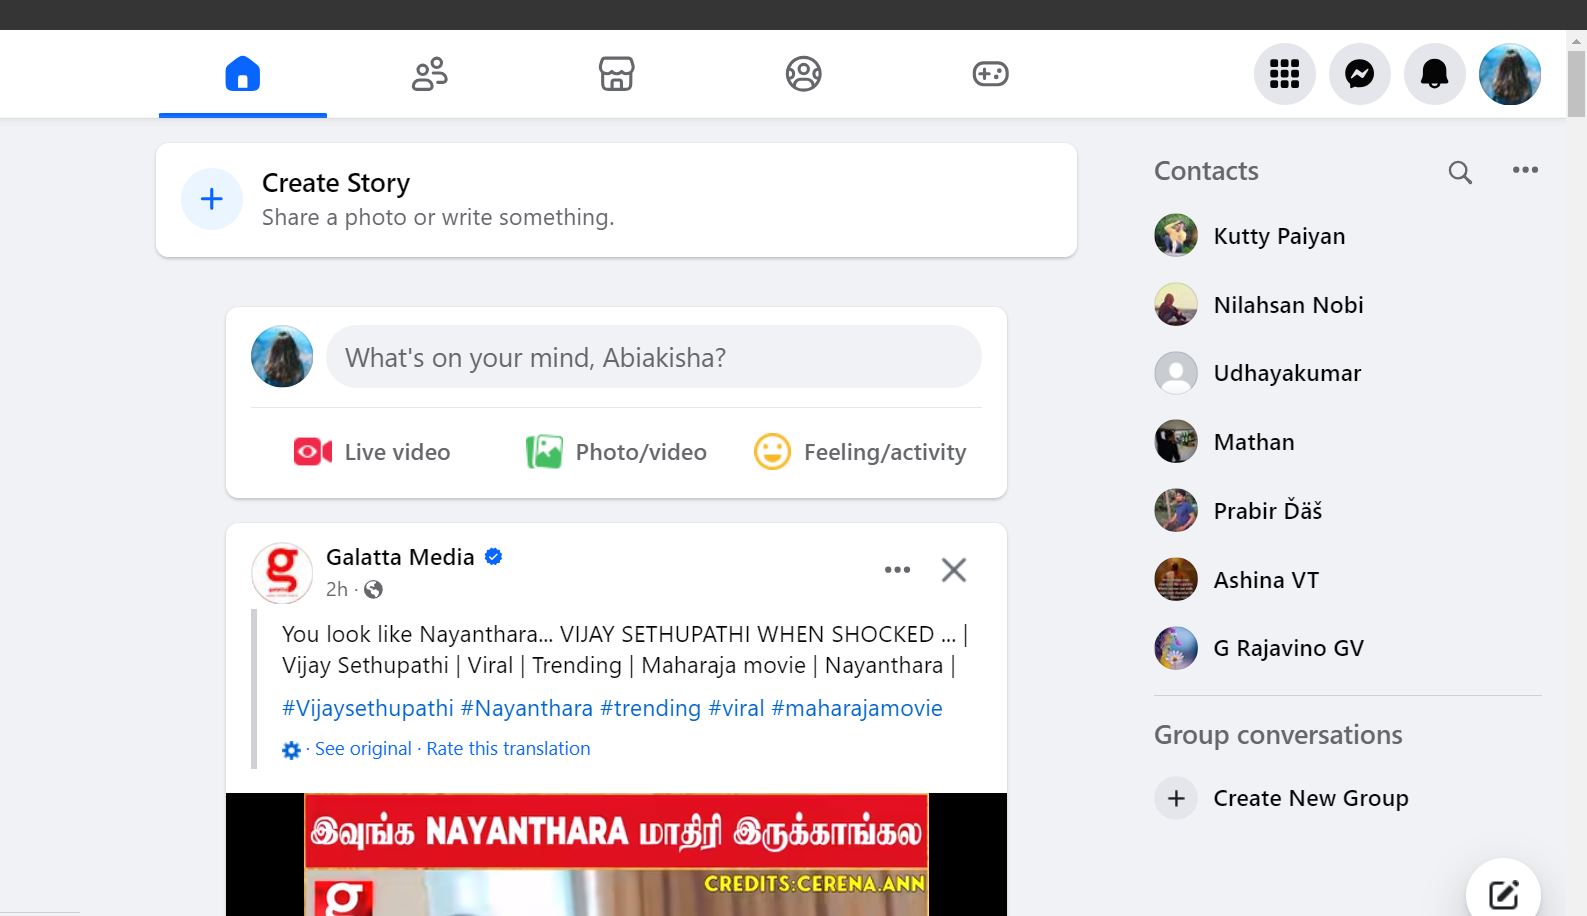 Create Story
Share a photo or write something.
What's on your mind, Abiakisha?
Live video
Photo/video
Feeling/activity
Galatta Media
2h ·
You look like Nayanthara... VIJAY SETHUPATHI WHEN SHOCKED ... |
Vijay Sethupathi | Viral | Trending | Maharaja movie | Nayanthara |
#Vijaysethupathi #Nayanthara #trending #viral #maharajamovie
· See original · Rate this translation
இவுங்க NAYANTHARA மாதிரி இருக்காங்கல
CREDITS:CERENA.ANN
g
Contacts
Kutty Paiyan
Nilahsan Nobi
Udhayakumar
Mathan
Prabir Ďäš
Ashina VT
G Rajavino GV
Group conversations
Create New Group